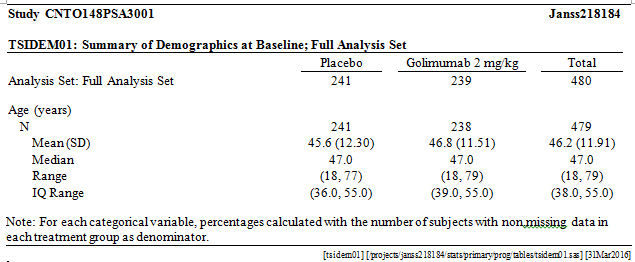 Study CNTO148PSA3001 Janss218184
TSIDEM01: Summary of Demographics at Baseline; Full Analysis Set
Placebo Golimumab 2 mg/kg Total
Analysis Set: Full Analysis Set 241 239 480
Age (years)
N 241 238 479
Mean (SD) 45.6 (12.30) 46.8 (11.51) 46.2 (11.91)
Median 47.0 47.0 47.0
Range (18, 77) (18, 79) (18, 79)
IQ Range (36.0, 55.0) (39.0, 55.0) (38.0, 55.0)
Note: For each categorical variable, percentages calculated with the number of subjects with non missing data in
each treatment group as denominator.
[tsidem01] [/projects/janss218184/stats/primary/prog/tables/tsidem01.sas] [31Mar2016]